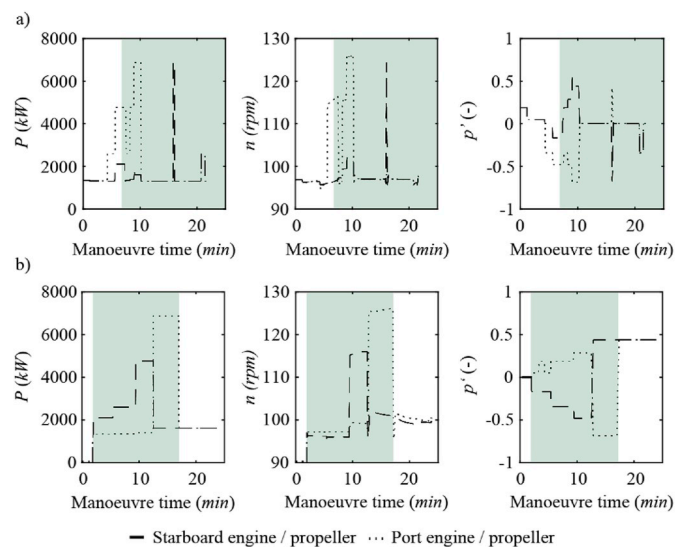 a)
8000
6000
4000
2000
0
P (kW)
0 10 20
Manoeuvre time (min)
130
120
110
100
90
n (rpm)
0 10 20
Manoeuvre time (min)
1
0.5
0
-0.5
-1
p' (-)
0 10 20
Manoeuvre time (min)
b)
8000
6000
4000
2000
0
P (kW)
0 10 20
Manoeuvre time (min)
130
120
110
100
90
n (rpm)
0 10 20
Manoeuvre time (min)
1
0.5
0
-0.5
-1
p' (-)
0 10 20
Manoeuvre time (min)
Starboard engine / propeller
Port engine / propeller